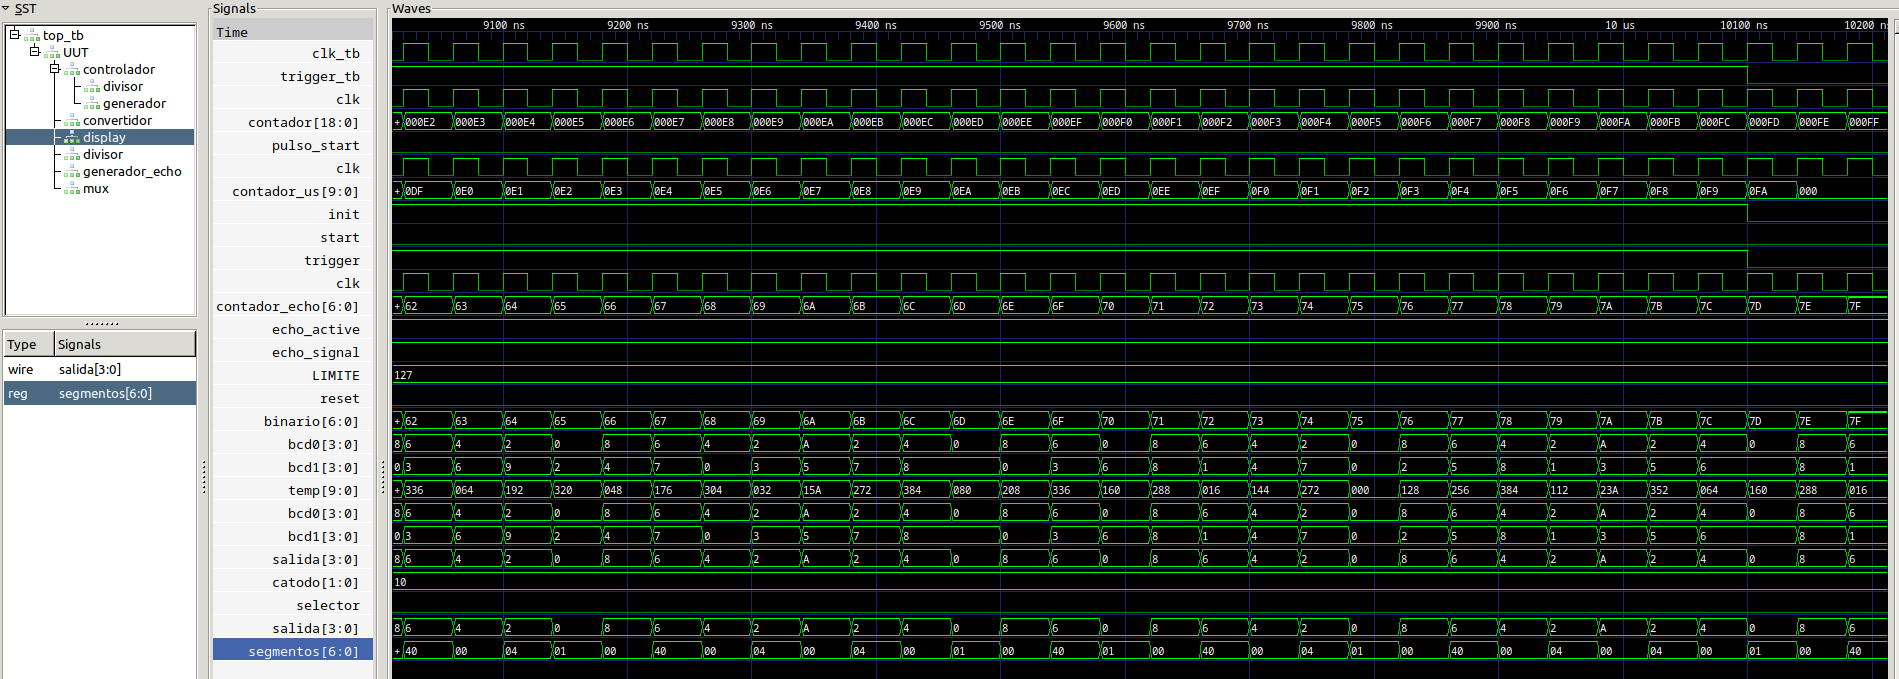 SST
top_tb
UUT
controlador
divisor
generador
convertidor
display
divisor
generador_echo
mux
Type Signals
wire salida[3:0]
reg segmentos[6:0]
Signals
Waves
Time 9100 ns 9200 ns 9300 ns 9400 ns 9500 ns 9600 ns 9700 ns 9800 ns 9900 ns 10 us 10100 ns 10200 n
clk_tb
trigger_tb
clk
contador[18:0] + 000E2 000E3 000E4 000E5 000E6 000E7 000E8 000E9 000EA 000EB 000EC 000ED 000EE 000EF 000F0 000F1 000F2 000F3 000F4 000F5 000F6 000F7 000F8 000F9 000FA 000FB 000FC 000FD 000FE 000FF
pulso_start
clk
contador_us[9:0] + 0DF 0E0 0E1 0E2 0E3 0E4 0E5 0E6 0E7 0E8 0E9 0EA 0EB 0EC 0ED 0EE 0EF 0F0 0F1 0F2 0F3 0F4 0F5 0F6 0F7 0F8 0F9 0FA 000
init
start
trigger
clk
contador_echo[6:0] + 62 63 64 65 66 67 68 69 6A 6B 6C 6D 6E 6F 70 71 72 73 74 75 76 77 78 79 7A 7B 7C 7D 7E 7F
echo_active
echo_signal
LIMITE 127
reset
binario[6:0] + 62 63 64 65 66 67 68 69 6A 6B 6C 6D 6E 6F 70 71 72 73 74 75 76 77 78 79 7A 7B 7C 7D 7E 7F
bcd0[3:0] 8 6 4 2 0 8 6 4 2 A 2 4 0 8 6 0 8 6 4 2 0 8 6 4 2 A 2 4 0 8 6
bcd1[3:0] 0 3 6 9 2 4 7 0 3 5 7 8 0 3 6 8 1 4 7 0 2 5 8 1 3 5 6 8 1
temp[9:0] + 336 064 192 320 048 176 304 032 15A 272 384 080 208 336 160 288 016 144 272 000 128 256 384 112 23A 352 064 160 288 016
bcd0[3:0] 8 6 4 2 0 8 6 4 2 A 2 4 0 8 6 0 8 6 4 2 0 8 6 4 2 A 2 4 0 8 6
bcd1[3:0] 0 3 6 9 2 4 7 0 3 5 7 8 0 3 6 8 1 4 7 0 2 5 8 1 3 5 6 8 1
salida[3:0] 8 6 4 2 0 8 6 4 2 A 2 4 0 8 6 0 8 6 4 2 0 8 6 4 2 A 2 4 0 8 6
catodo[1:0] 10
selector
salida[3:0] 8 6 4 2 0 8 6 4 2 A 2 4 0 8 6 0 8 6 4 2 0 8 6 4 2 A 2 4 0 8 6
segmentos[6:0] + 40 00 04 01 00 40 00 04 00 04 00 01 00 40 01 00 40 00 04 01 00 40 00 04 00 04 00 01 00 40